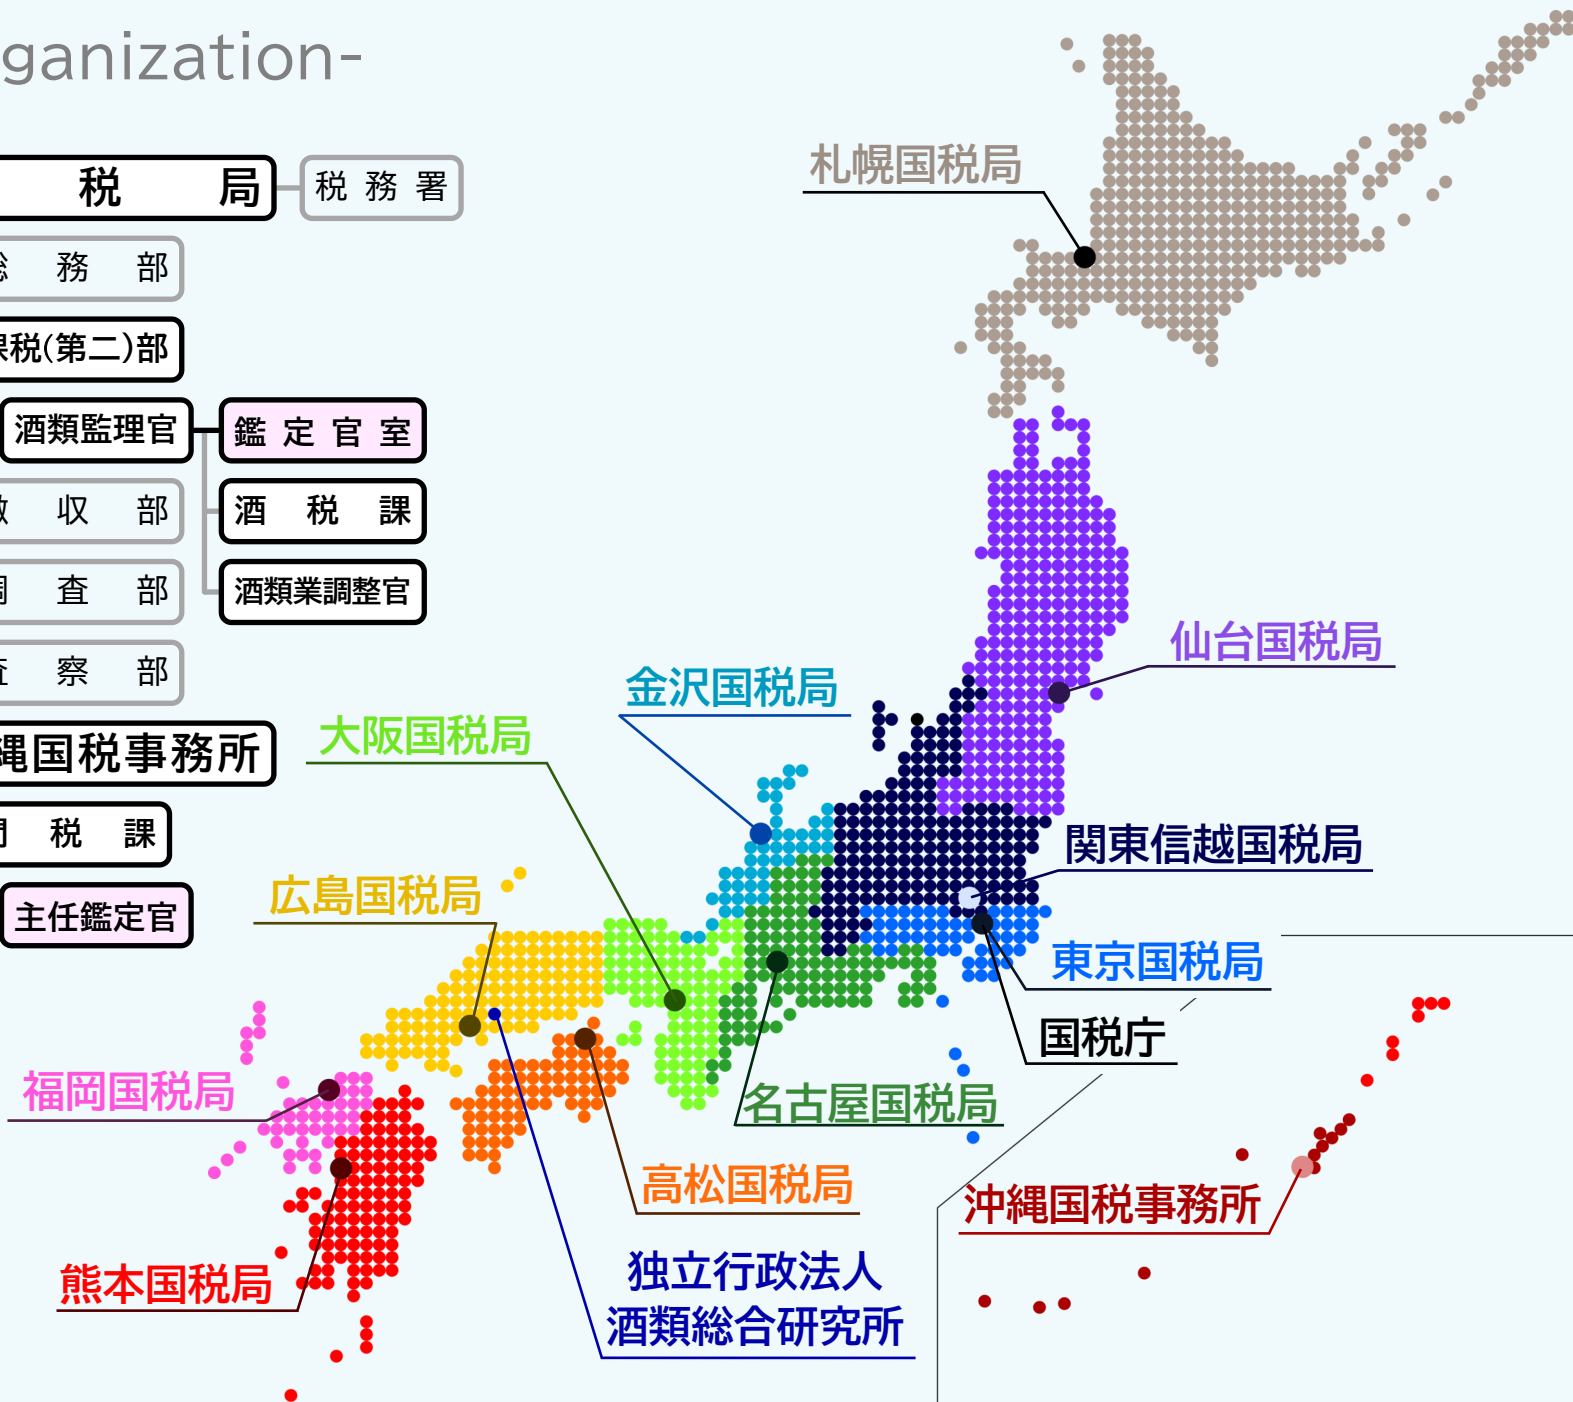 ganization-
税局
税務署
務部
税(第二)部
酒類監理官
鑑定官室
収部
酒税課
査部
酒類業調整官
察部
縄国税事務所
税課
主任鑑定官
札幌国税局
仙台国税局
金沢国税局
大阪国税局
関東信越国税局
広島国税局
東京国税局
国税庁
福岡国税局
名古屋国税局
高松国税局
沖縄国税事務所
熊本国税局
独立行政法人
酒類総合研究所